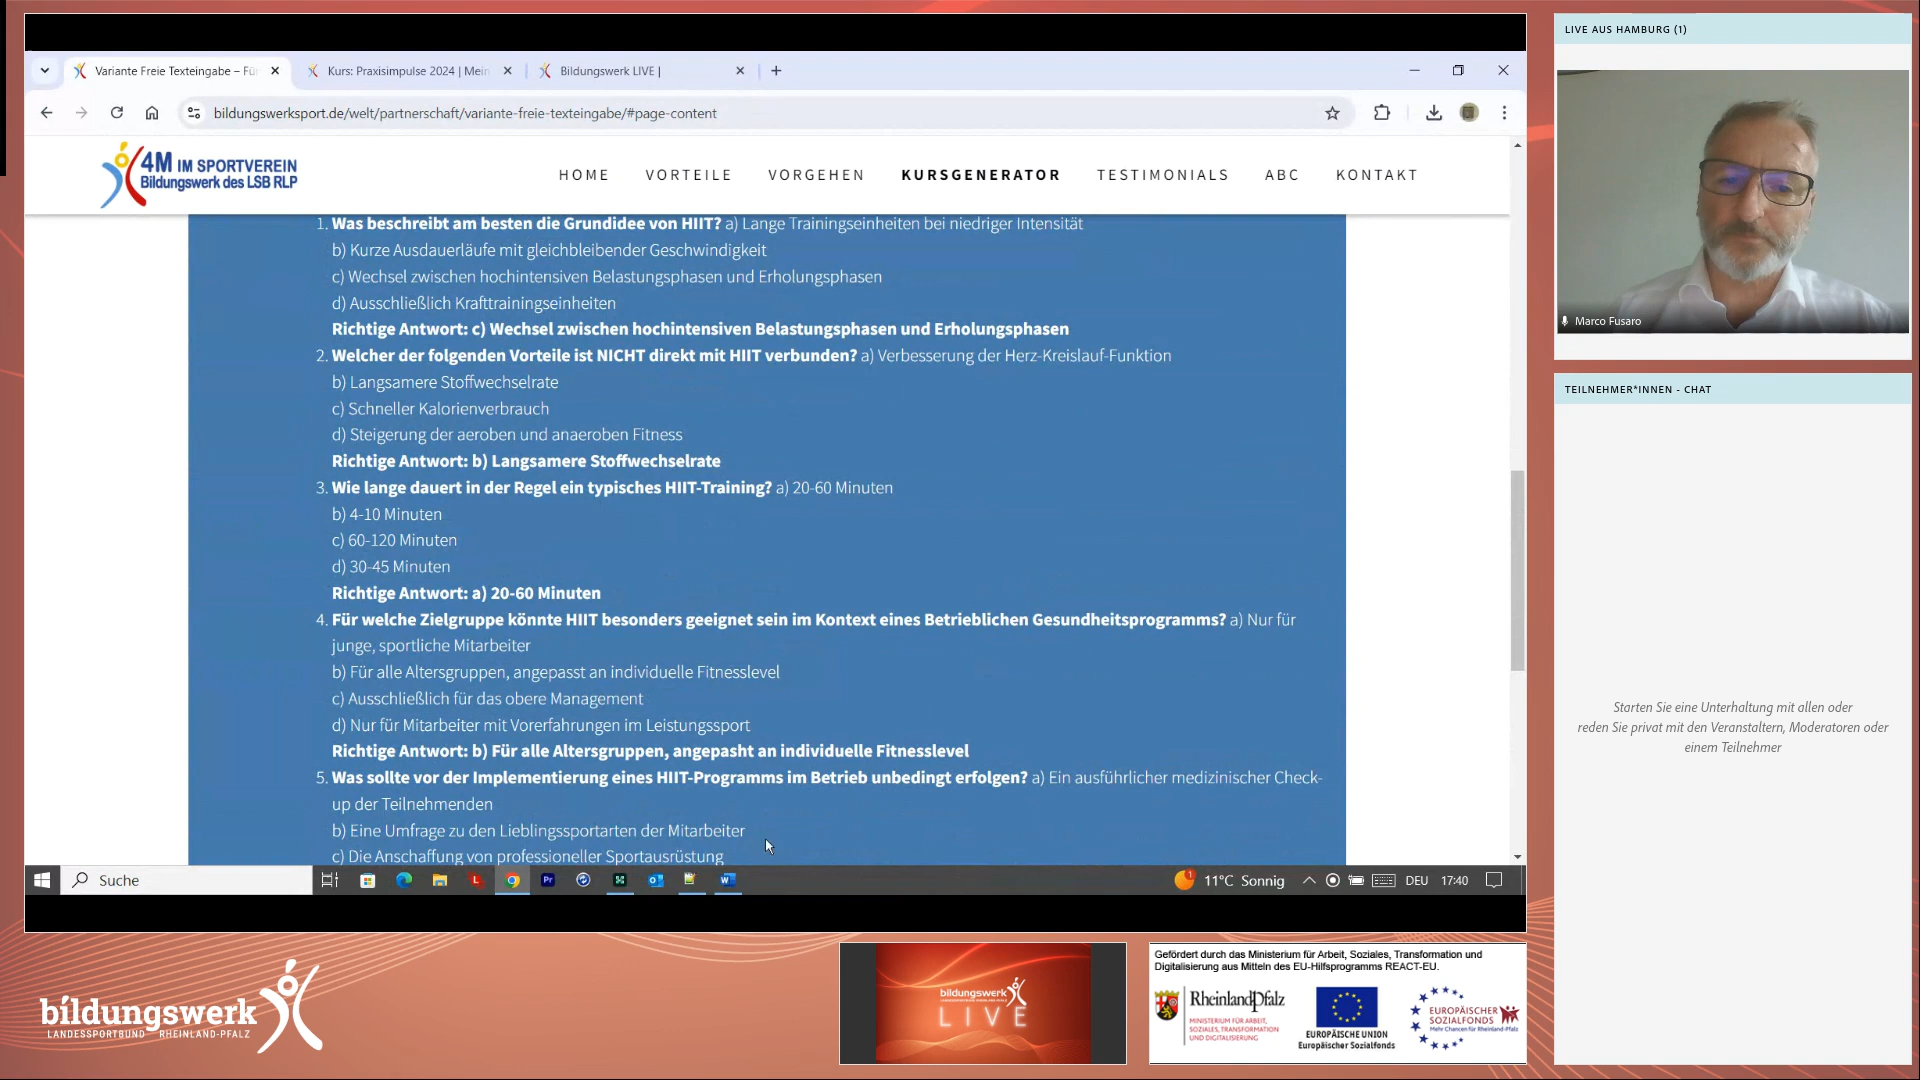 Variante Freie Texteingabe – Fü
Kurs: Praxisimpulse 2024 | Mein
Bildungswerk LIVE |
bildungswerksport.de/welt/partnerschaft/variante-freie-texteingabe/#page-content
4M IM SPORTVEREIN
Bildungswerk des LSB RLP
HOME VORTEILE VORGEHEN KURSGENERATOR TESTIMONIALS ABC KONTAKT
1. Was beschreibt am besten die Grundidee von HIIT? a) Lange Trainingseinheiten bei niedriger Intensität
b) Kurze Ausdauerläufe mit gleichbleibender Geschwindigkeit
c) Wechsel zwischen hochintensiven Belastungsphasen und Erholungsphasen
d) Ausschließlich Krafttrainingseinheiten
Richtige Antwort: c) Wechsel zwischen hochintensiven Belastungsphasen und Erholungsphasen
2. Welcher der folgenden Vorteile ist NICHT direkt mit HIIT verbunden? a) Verbesserung der Herz-Kreislauf-Funktion
b) Langsamere Stoffwechselrate
c) Schneller Kalorienverbrauch
d) Steigerung der aeroben und anaeroben Fitness
Richtige Antwort: b) Langsamere Stoffwechselrate
3. Wie lange dauert in der Regel ein typisches HIIT-Training? a) 20-60 Minuten
b) 4-10 Minuten
c) 60-120 Minuten
d) 30-45 Minuten
Richtige Antwort: a) 20-60 Minuten
4. Für welche Zielgruppe könnte HIIT besonders geeignet sein im Kontext eines Betrieblichen Gesundheitsprogramms? a) Nur für
junge, sportliche Mitarbeiter
b) Für alle Altersgruppen, angepasst an individuelle Fitnesslevel
c) Ausschließlich für das obere Management
d) Nur für Mitarbeiter mit Vorerfahrungen im Leistungssport
Richtige Antwort: b) Für alle Altersgruppen, angepasht an individuelle Fitnesslevel
5. Was sollte vor der Implementierung eines HIIT-Programms im Betrieb unbedingt erfolgen? a) Ein ausführlicher medizinischer Check-
up der Teilnehmenden
b) Eine Umfrage zu den Lieblingssportarten der Mitarbeiter
c) Die Anschaffung von professioneller Sportausrüstung
Suche
11°C Sonnig
DEU
17:40
LIVE AUS HAMBURG (1)
Marco Fusaro
TEILNEHMER*INNEN - CHAT
Starten Sie eine Unterhaltung mit allen oder
reden Sie privat mit den Veranstaltern, Moderatoren oder
einem Teilnehmer
bildungswerk
LANDESSPORTBUND RHEINLAND-PFALZ
bildungswerk
LIVE
Gefördert durch das Ministerium für Arbeit, Soziales, Transformation und
Digitalisierung aus Mitteln des EU-Hilfsprogramms REACT-EU.
RheinlandPfalz
MINISTERIUM FÜR ARBEIT,
SOZIALES, TRANSFORMATION
UND DIGITALISIERUNG
EUROPÄISCHE UNION
Europäischer Sozialfonds
EUROPÄISCHER
SOZIALFONDS
Mehr Chancen für Rheinland-Pfalz